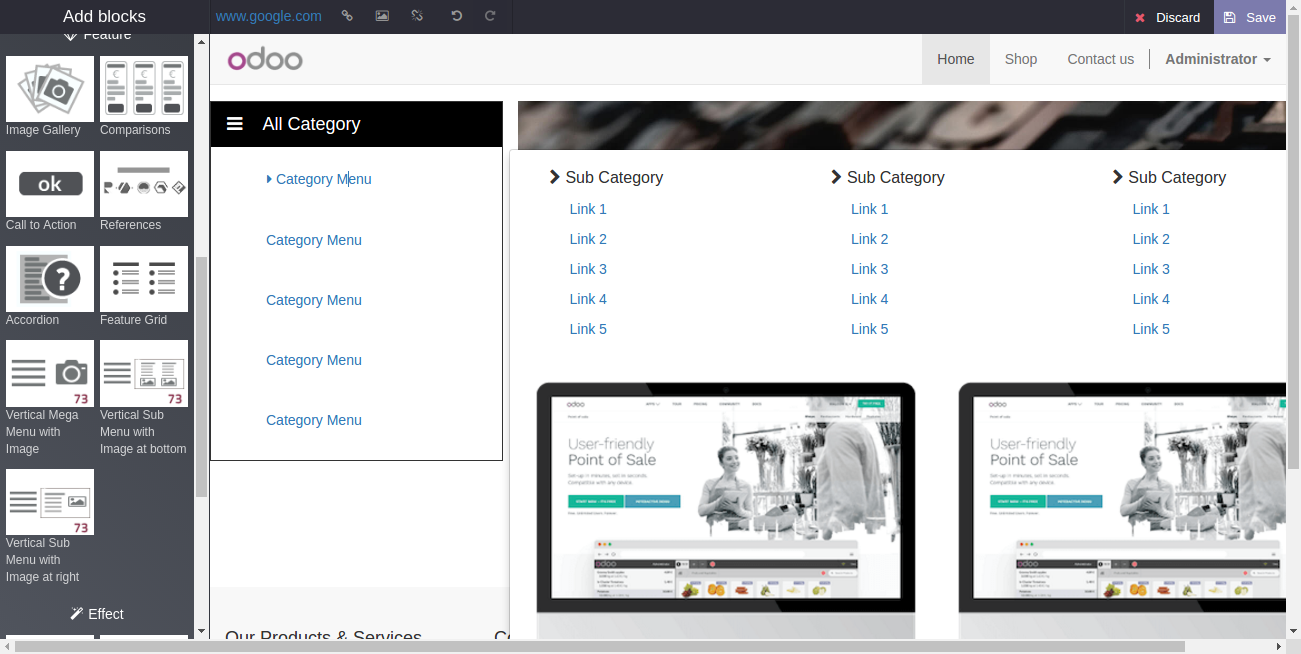 Add blocks
www.google.com
Discard
Save
Feature
Image Gallery
Comparisons
ok
Call to Action
References
?
Accordion
Feature Grid
73
Vertical Mega
Menu with
Image
73
Vertical Sub
Menu with
Image at bottom
73
Vertical Sub
Menu with
Image at right
Effect
odoo
Home
Shop
Contact us
Administrator
All Category
Category Menu
Category Menu
Category Menu
Category Menu
Category Menu
Sub Category
Link 1
Link 2
Link 3
Link 4
Link 5
Sub Category
Link 1
Link 2
Link 3
Link 4
Link 5
Sub Category
Link 1
Link 2
Link 3
Link 4
Link 5
odoo
User-friendly
Point of Sale
odoo
odoo
User-friendly
Point of Sale
odoo
Our Products & Services